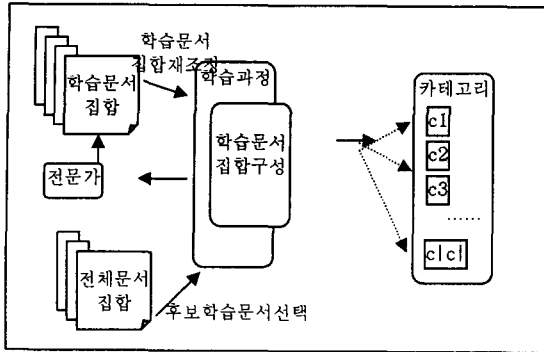 학습문서
집합재조정
학습문서
집합
학습과정
학습문서
집합구성
전문가
전체문서
집합
후보학습문서선택
카테고리
c1
c2
c3
......
c|c|